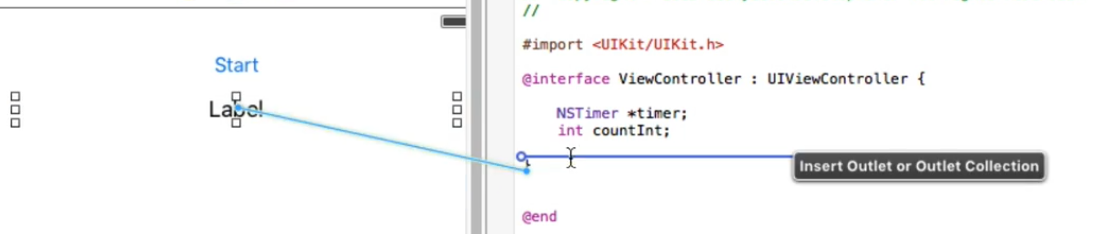 Start
Label
//
#import <UIKit/UIKit.h>
@interface ViewController : UIViewController {
NSTimer *timer;
int countInt;
Insert Outlet or Outlet Collection
}
@end